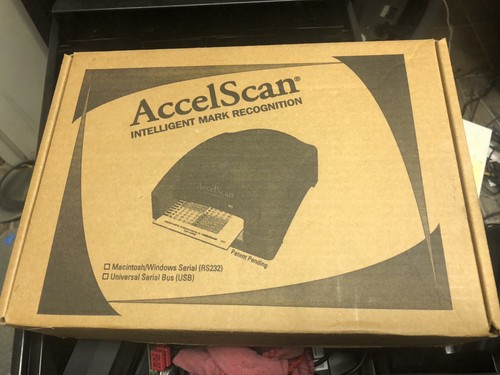 AccelScan®
INTELLIGENT MARK RECOGNITION
AccelScan
Patent Pending
☐ Macintosh/Windows Serial (RS232)
☐ Universal Serial Bus (USB)